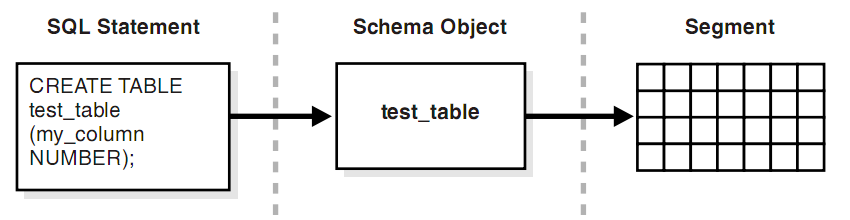 SQL Statement
Schema Object
Segment
CREATE TABLE
test_table
(my_column
NUMBER);
test_table